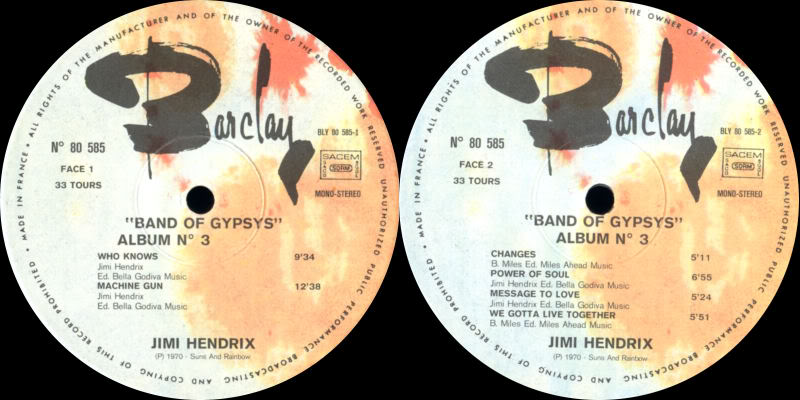 ALL RIGHTS OF THE MANUFACTURER AND OF THE OWNER OF THE RECORDED WORK RESERVED UNAUTHORIZED PUBLIC PERFORMANCE BROADCASTING AND COPYING OF THIS RECORD PROHIBITED • MADE IN FRANCE •
Barclay
BLY 80 585-1
N° 80 585
FACE 1
33 TOURS
SACEM
SDRM
MONO-STEREO
"BAND OF GYPSYS"
ALBUM N° 3
WHO KNOWS 9'34
Jimi Hendrix
Ed. Bella Godiva Music
MACHINE GUN 12'38
Jimi Hendrix
Ed. Bella Godiva Music
JIMI HENDRIX
(P) 1970 - Suns And Rainbow
ALL RIGHTS OF THE MANUFACTURER AND OF THE OWNER OF THE RECORDED WORK RESERVED UNAUTHORIZED PUBLIC PERFORMANCE BROADCASTING AND COPYING OF THIS RECORD PROHIBITED • MADE IN FRANCE •
Barclay
BLY 80 585-2
N° 80 585
FACE 2
33 TOURS
SACEM
SDRM
MONO-STEREO
"BAND OF GYPSYS"
ALBUM N° 3
CHANGES 5'11
B. Miles Ed. Miles Ahead Music
POWER OF SOUL 6'55
Jimi Hendrix Ed. Bella Godiva Music
MESSAGE TO LOVE 5'24
Jimi Hendrix Ed. Bella Godiva Music
WE GOTTA LIVE TOGETHER 5'51
B. Miles Ed. Miles Ahead Music
JIMI HENDRIX
(P) 1970 - Suns And Rainbow